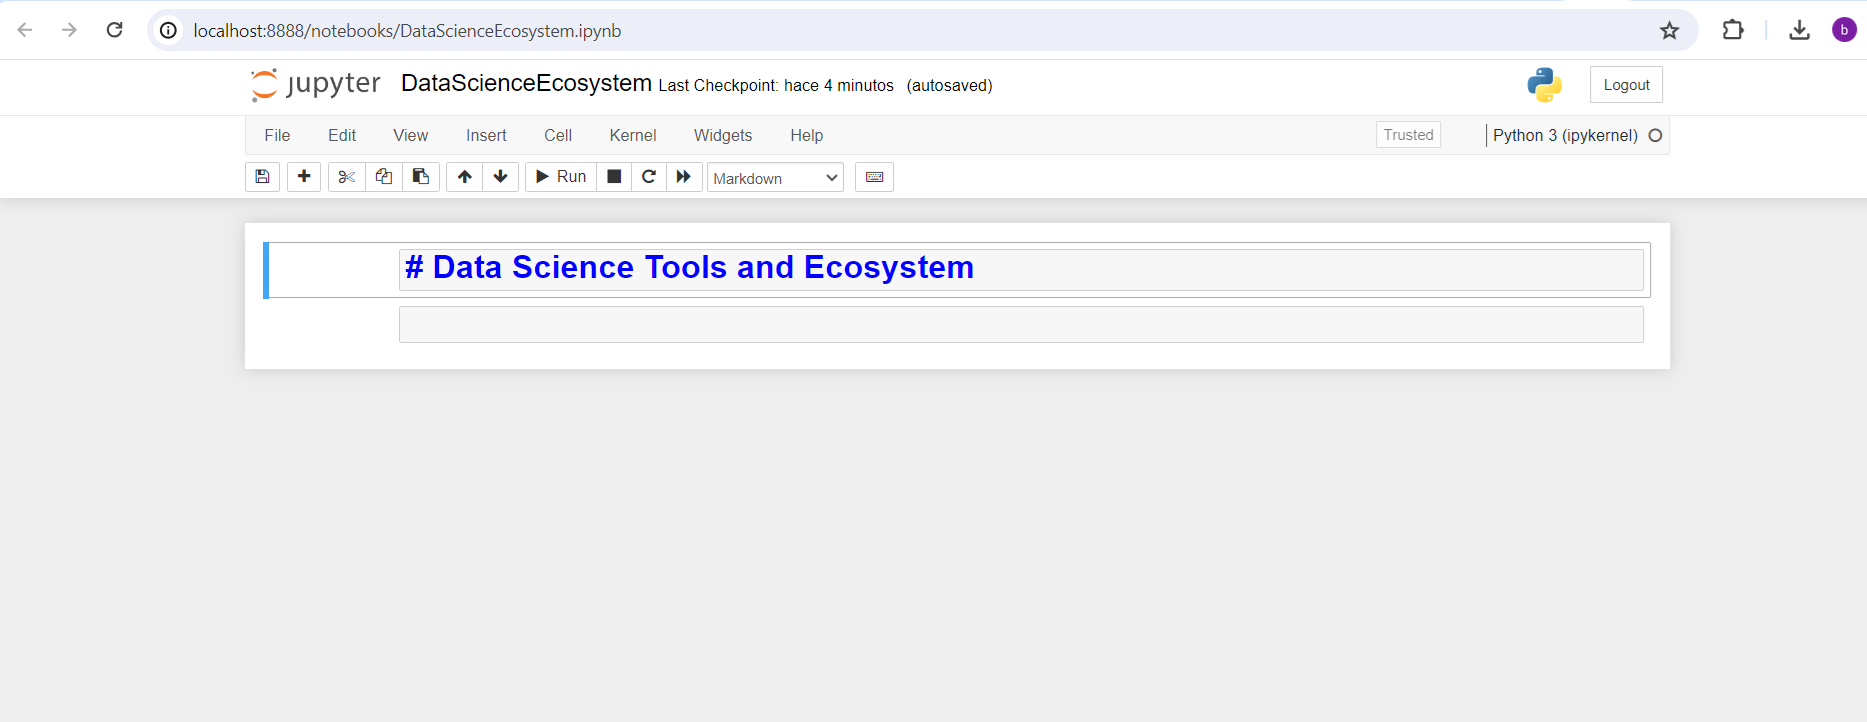 localhost:8888/notebooks/DataScienceEcosystem.ipynb
b
jupyter DataScienceEcosystem Last Checkpoint: hace 4 minutos (autosaved)
Logout
File Edit View Insert Cell Kernel Widgets Help
Trusted
Python 3 (ipykernel)
Run
Markdown
# Data Science Tools and Ecosystem